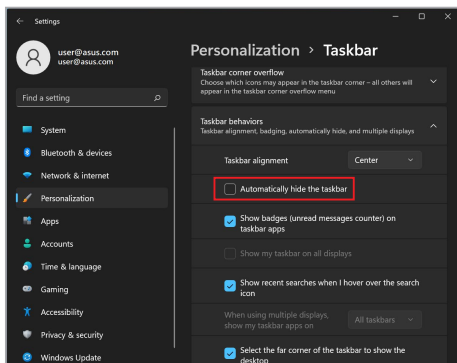 Settings
user@asus.com
user@asus.com
Find a setting
System
Bluetooth & devices
Network & internet
Personalization
Apps
Accounts
Time & language
Gaming
Accessibility
Privacy & security
Windows Update
Personalization > Taskbar
Taskbar corner overflow
Choose which icons may appear in the taskbar corner – all others will
appear in the taskbar corner overflow menu
Taskbar behaviors
Taskbar alignment, badging, automatically hide, and multiple displays
Taskbar alignment
Center
Automatically hide the taskbar
Show badges (unread messages counter) on
taskbar apps
Show my taskbar on all displays
Show recent searches when I hover over the search
icon
When using multiple displays,
show my taskbar apps on
All taskbars
Select the far corner of the taskbar to show the
desktop